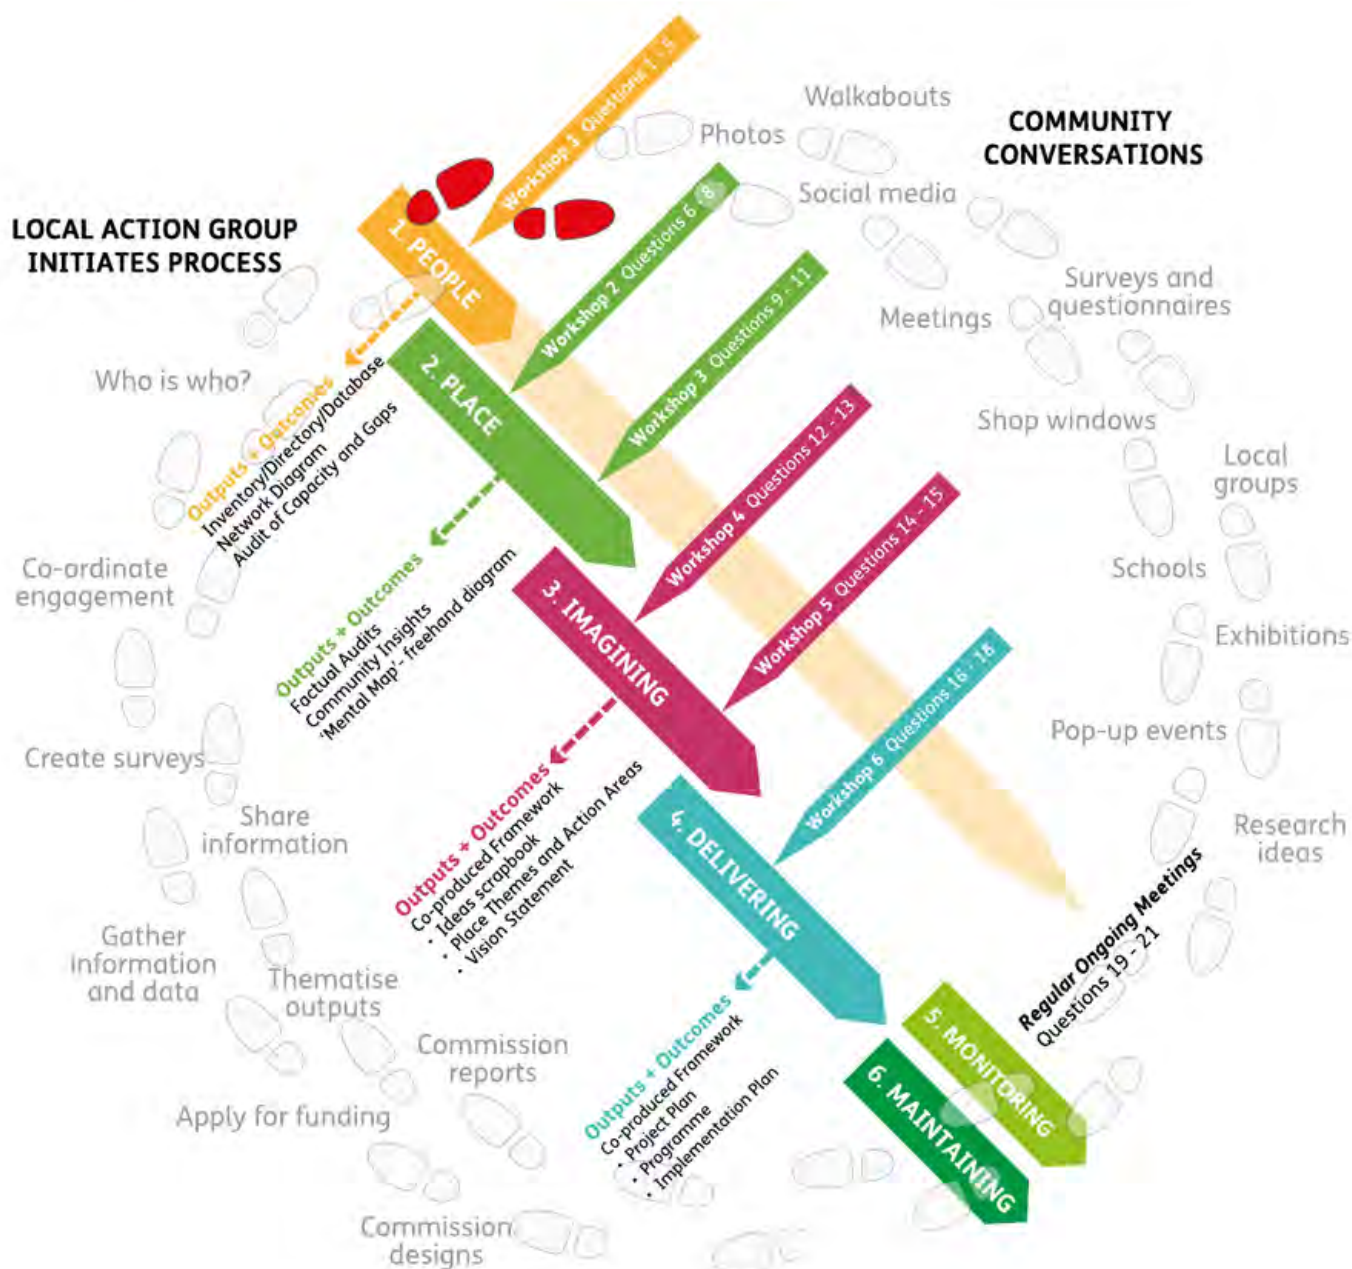 LOCAL ACTION GROUP
INITIATES PROCESS
COMMUNITY
CONVERSATIONS
Walkabouts
Photos
Social media
Surveys and
questionnaires
Meetings
Shop windows
Local
groups
Schools
Exhibitions
Pop-up events
Research
ideas
Who is who?
Co-ordinate
engagement
Create surveys
Share
information
Gather
information
and data
Thematise
outputs
Commission
reports
Apply for funding
Commission
designs
1. PEOPLE
Workshop 3 Questions 1 - 5
Outputs + Outcomes
Inventory/Directory/Database
Network Diagram
Audit of Capacity and Gaps
2. PLACE
Workshop 2 Questions 6 - 8
Workshop 3 Questions 9 - 11
Outputs + Outcomes
Factual Audits
Community Insights
'Mental Map'- freehand diagram
3. IMAGINING
Workshop 4 Questions 12 - 13
Workshop 5 Questions 14 - 15
Outputs + Outcomes
Co-produced Framework
• Ideas scrapbook
• Place Themes and Action Areas
• Vision Statement
4. DELIVERING
Workshop 6 Questions 16 - 18
Outputs + Outcomes
Co-produced Framework
• Project Plan
• Programme
• Implementation Plan
5. MONITORING
6. MAINTAINING
Regular Ongoing Meetings
Questions 19 - 21